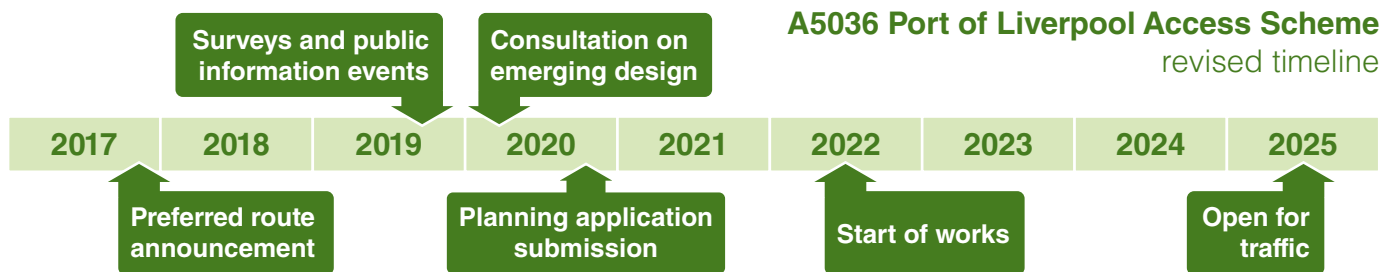 A5036 Port of Liverpool Access Scheme
revised timeline
Surveys and public
information events
Consultation on
emerging design
2017 2018 2019 2020 2021 2022 2023 2024 2025
Preferred route
announcement
Planning application
submission
Start of works
Open for
traffic